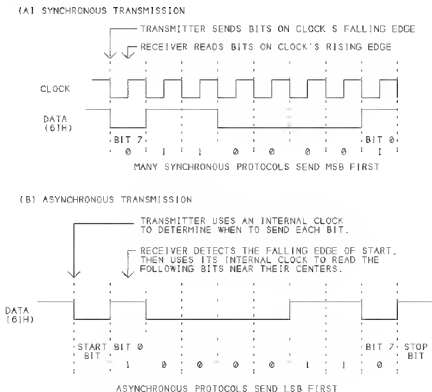 (A) SYNCHRONOUS TRANSMISSION
TRANSMITTER SENDS BITS ON CLOCK S FALLING EDGE
RECEIVER READS BITS ON CLOCK'S RISING EDGE
CLOCK
DATA
(61H)
BIT 7 BIT 0
0 1 1 0 0 0 0 1
MANY SYNCHRONOUS PROTOCOLS SEND MSB FIRST
(B) ASYNCHRONOUS TRANSMISSION
TRANSMITTER USES AN INTERNAL CLOCK
TO DETERMINE WHEN TO SEND EACH BIT.
RECEIVER DETECTS THE FALLING EDGE OF START,
THEN USES ITS INTERNAL CLOCK TO READ THE
FOLLOWING BITS NEAR THEIR CENTERS.
DATA
(61H)
START BIT 0 BIT 7 STOP
BIT BIT
1 0 0 0 0 1 1 0
ASYNCHRONOUS PROTOCOLS SEND LSB FIRST